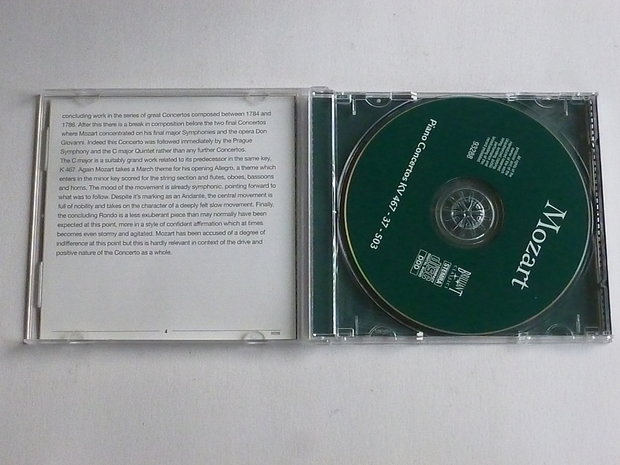 concluding work in the series of great Concertos composed between 1784 and
1786. After this there is a break in composition before the two final Concertos
where Mozart concentrated on his final major Symphonies and the opera Don
Giovanni. Indeed this Concerto was followed immediately by the Prague
Symphony and the C major Quintet rather than any further Concertos.
The C major is a suitably grand work related to its predecessor in the same key,
K 467. Again Mozart takes a March theme for his opening Allegro, a theme which
enters in the minor key scored for the string section and flutes, oboes, bassoons
and horns. The mood of the movement is already symphonic, pointing forward to
what was to follow. Despite it's marking as an Andante, the central movement is
full of nobility and takes on the character of a deeply felt slow movement. Finally,
the concluding Rondo is a less exuberant piece than may normally have been
expected at this point, more in a style of confident affirmation which at times
becomes even stormy and agitated. Mozart has been accused of a degree of
indifference at this point but this is hardly relevant in context of the drive and
positive nature of the Concerto as a whole.
4
Mozart
Piano Concertos KV 467 - 37 - 503
93268
BRILLIANT
CLASSICS
STEMRA
DDD